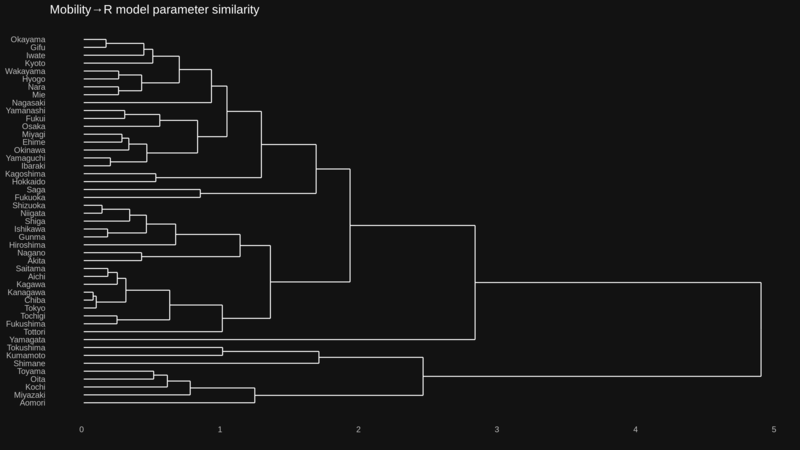 Mobility→R model parameter similarity
Okayama
Gifu
Iwate
Kyoto
Wakayama
Hyogo
Nara
Mie
Nagasaki
Yamanashi
Fukui
Osaka
Miyagi
Ehime
Okinawa
Yamaguchi
Ibaraki
Kagoshima
Hokkaido
Saga
Fukuoka
Shizuoka
Niigata
Shiga
Ishikawa
Gunma
Hiroshima
Nagano
Akita
Saitama
Aichi
Kagawa
Kanagawa
Chiba
Tokyo
Tochigi
Fukushima
Tottori
Yamagata
Tokushima
Kumamoto
Shimane
Toyama
Oita
Kochi
Miyazaki
Aomori
0 1 2 3 4 5